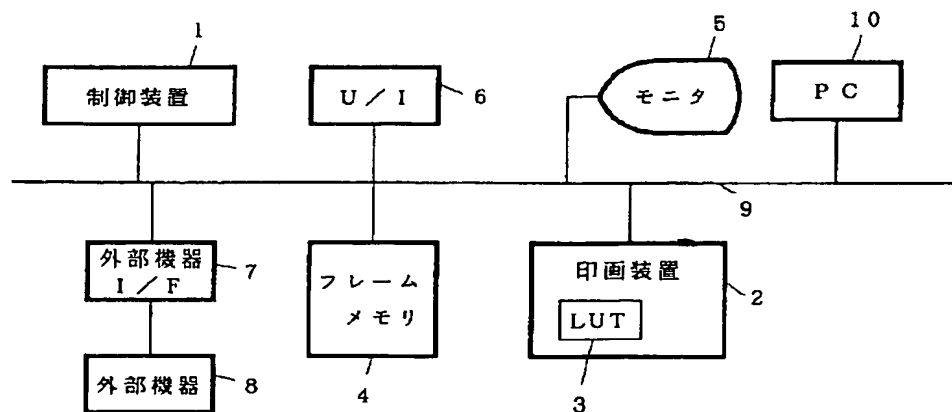 1
制御装置
U／I
6
5
モニタ
10
PC
9
外部機器
I／F
7
外部機器
8
フレーム
メモリ
4
印画装置
LUT
2
3